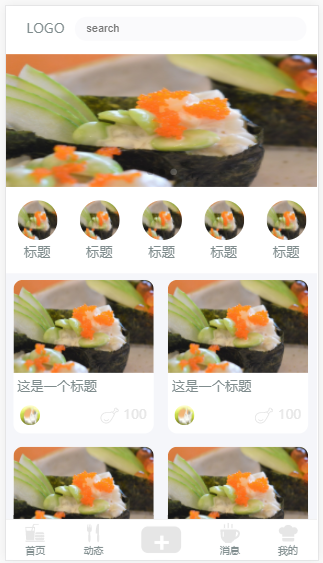 LOGO search
标题 标题 标题 标题 标题
这是一个标题 这是一个标题
100 100
首页 动态 消息 我的